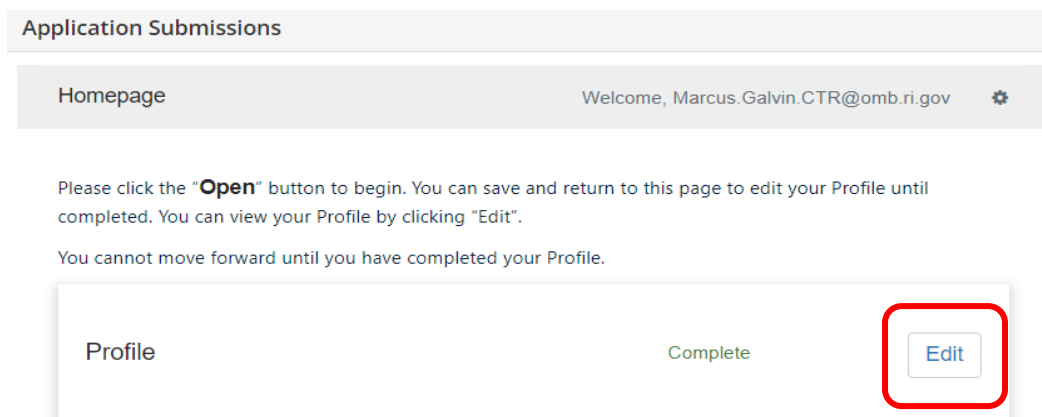 Application Submissions
Homepage
Welcome, Marcus.Galvin.CTR@omb.ri.gov
Please click the “Open” button to begin. You can save and return to this page to edit your Profile until
completed. You can view your Profile by clicking “Edit”.
You cannot move forward until you have completed your Profile.
Profile
Complete
Edit